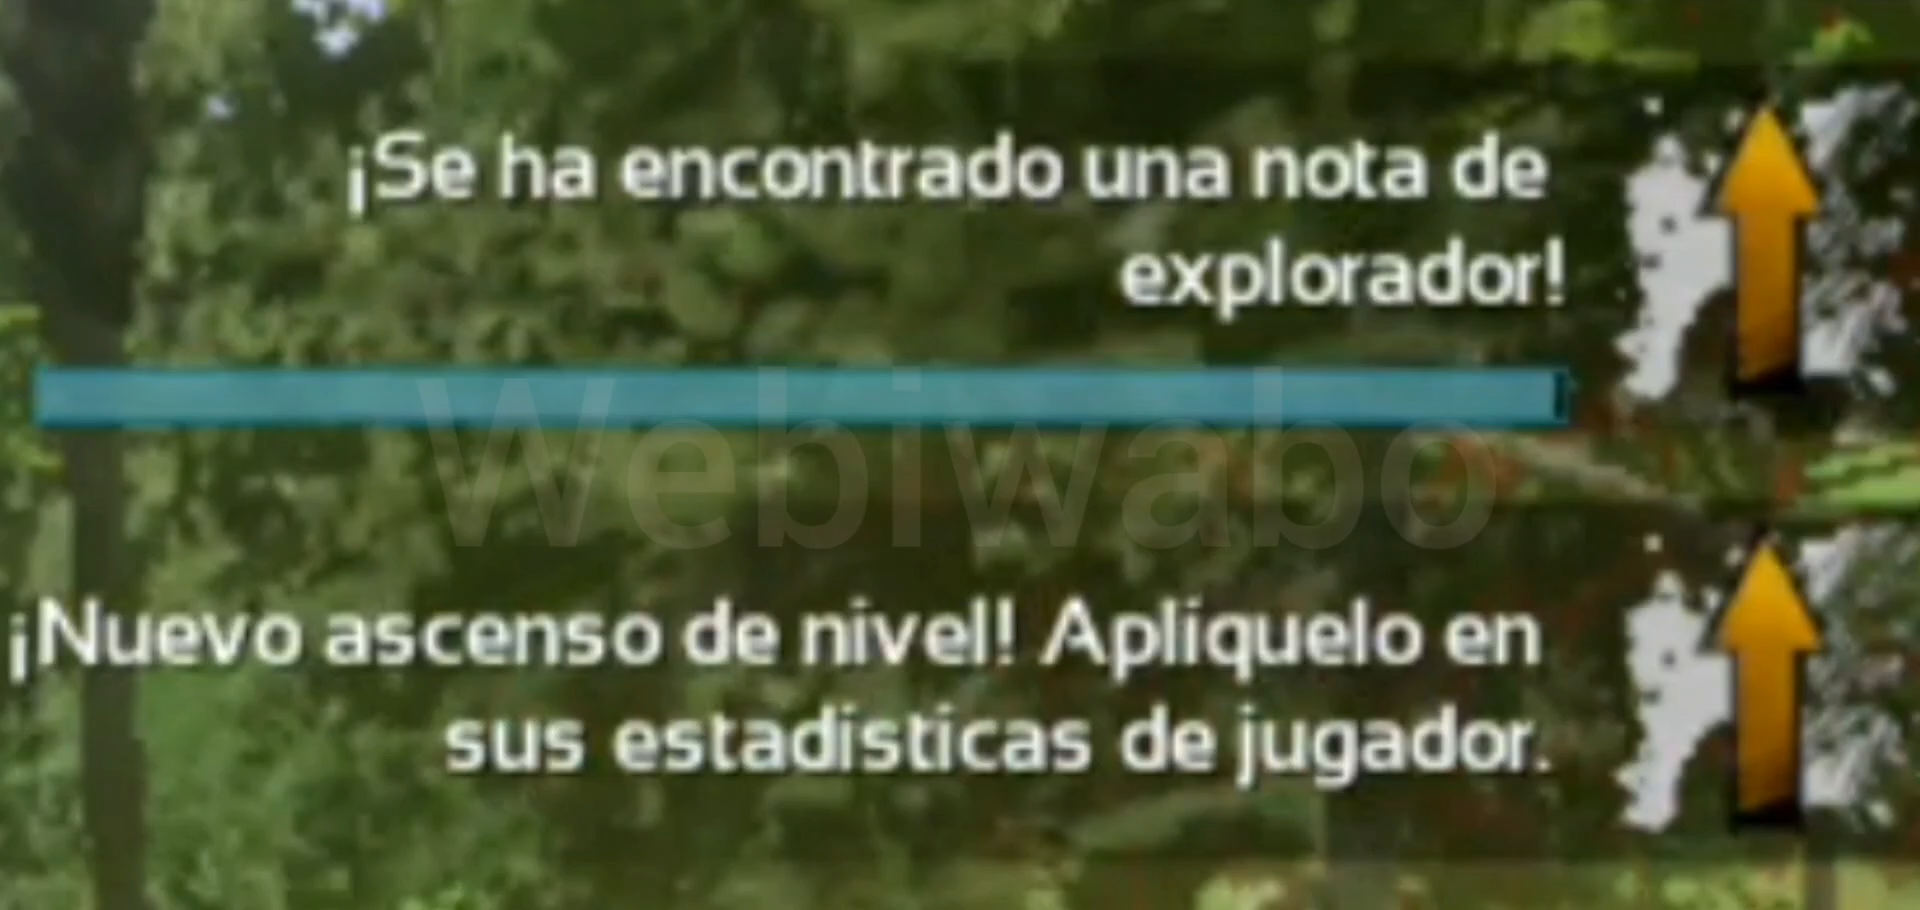 ¡Se ha encontrado una nota de
explorador!
Webiwabo
¡Nuevo ascenso de nivel! Apliquelo en
sus estadisticas de jugador.